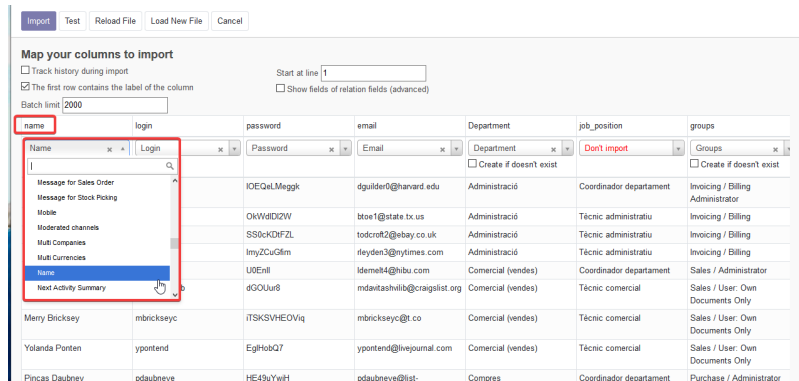 Import Test Reload File Load New File Cancel
Map your columns to import
Track history during import
Start at line 1
The first row contains the label of the column
Show fields of relation fields (advanced)
Batch limit 2000
name login password email Department job_position groups
Name Login Password Email Department Don't import Groups
Create if doesn't exist Create if doesn't exist
Message for Sales Order
Message for Stock Picking
Mobile
Moderated channels
Multi Companies
Multi Currencies
Name
Next Activity Summary
IOEQeLMeggk dguilder0@harvard.edu Administració Coordinador departament Invoicing / Billing
Administrator
OkWdIDI2W btoe1@state.tx.us Administració Tècnic administratiu Invoicing / Billing
SS0cKDtFZL todcroft2@ebay.co.uk Administració Tècnic administratiu Invoicing / Billing
ImyZCuGfim rleyden3@nytimes.com Administració Tècnic administratiu Invoicing / Billing
U0EnII ldemelt4@hibu.com Comercial (vendes) Coordinador departament Sales / Administrator
b dGOUur8 mdavitashvilib@craigslist.org Comercial (vendes) Tècnic comercial Sales / User: Own
Documents Only
Merry Bricksey mbrickseyc iTSKSVHEOViq mbrickseyc@t.co Comercial (vendes) Tècnic comercial Sales / User: Own
Documents Only
Yolanda Ponten ypontend EglHobQ7 ypontend@livejournal.com Comercial (vendes) Tècnic comercial Sales / User: Own
Documents Only
Pincas Daubney pdaubneye HE49uYwiH pdaubneye@list- Compres Coordinador departament Purchase / Administrator